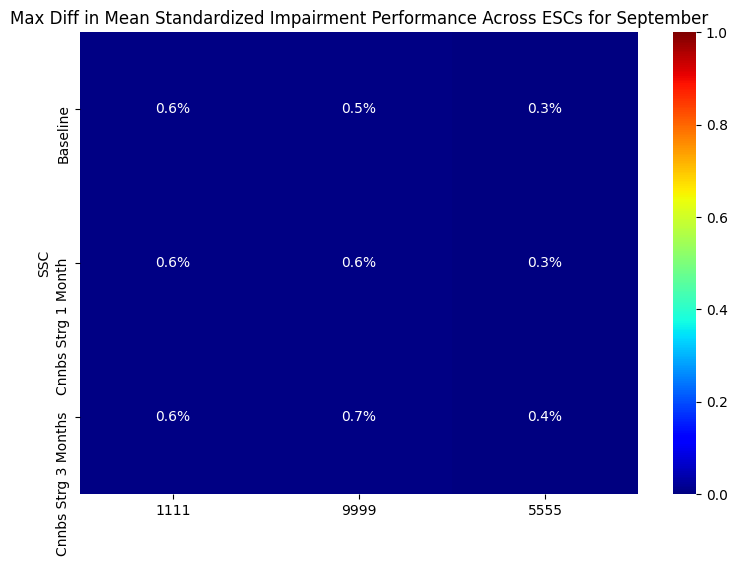 Max Diff in Mean Standardized Impairment Performance Across ESCs for September
SSC
Baseline
0.6% 0.5% 0.3%
Cnnbs Strg 1 Month
0.6% 0.6% 0.3%
Cnnbs Strg 3 Months
0.6% 0.7% 0.4%
1111 9999 5555
1.0
0.8
0.6
0.4
0.2
0.0